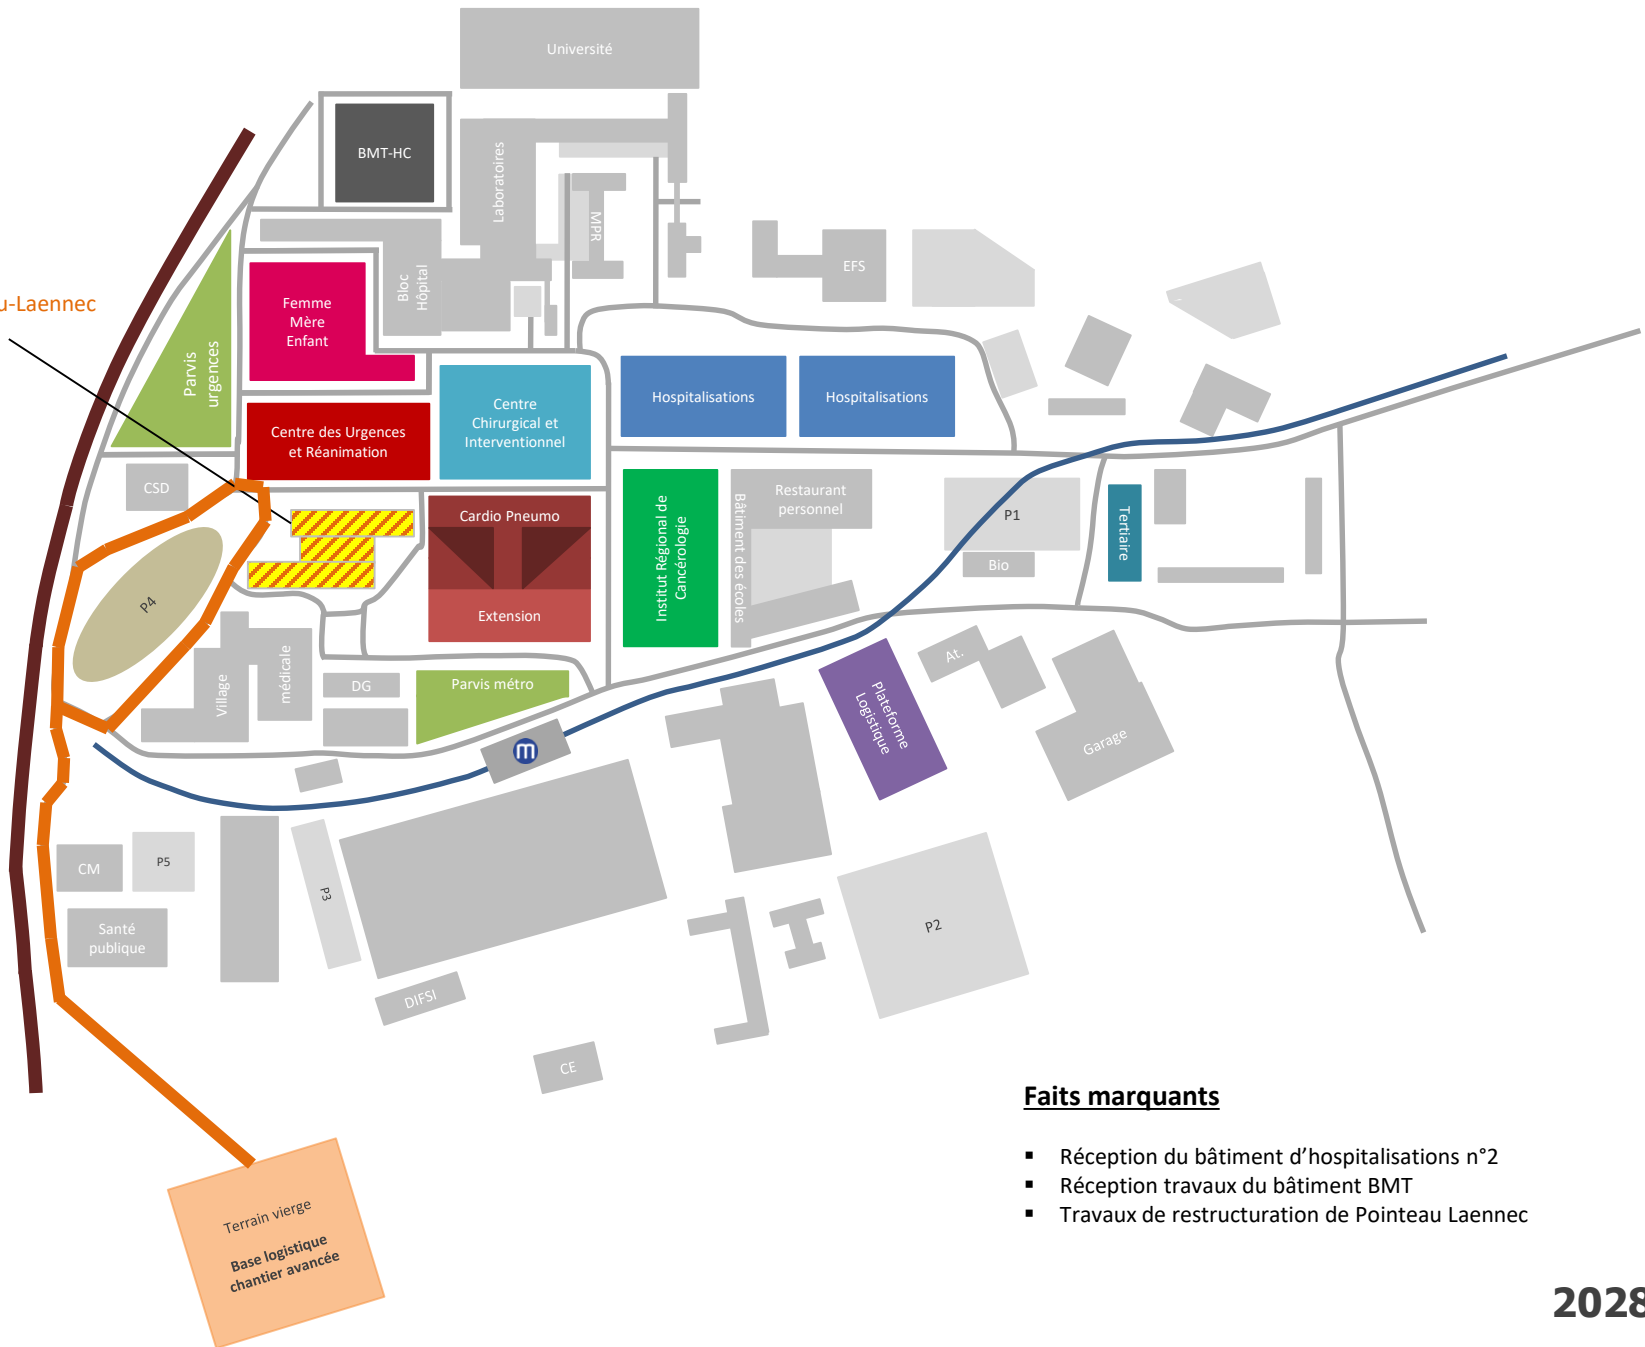 Université
BMT-HC
Laboratoires
MPR
Bloc
Hôpital
EFS
u-Laennec
Femme
Mère
Enfant
Parvis
urgences
Hospitalisations
Hospitalisations
Centre
Chirurgical et
Interventionnel
Centre des Urgences
et Réanimation
CSD
Cardio Pneumo
Extension
Institut Régional de
Cancérologie
Bâtiment des écoles
Restaurant
personnel
P1
Bio
Tertiaire
P4
Village
médicale
DG
Parvis métro
m
Plateforme
Logistique
At.
Garage
CM
P5
P3
Santé
publique
P2
DIFSI
CE
Terrain vierge
Base logistique
chantier avancée
Faits marquants
▪ Réception du bâtiment d'hospitalisations n°2
▪ Réception travaux du bâtiment BMT
▪ Travaux de restructuration de Pointeau Laennec
2028